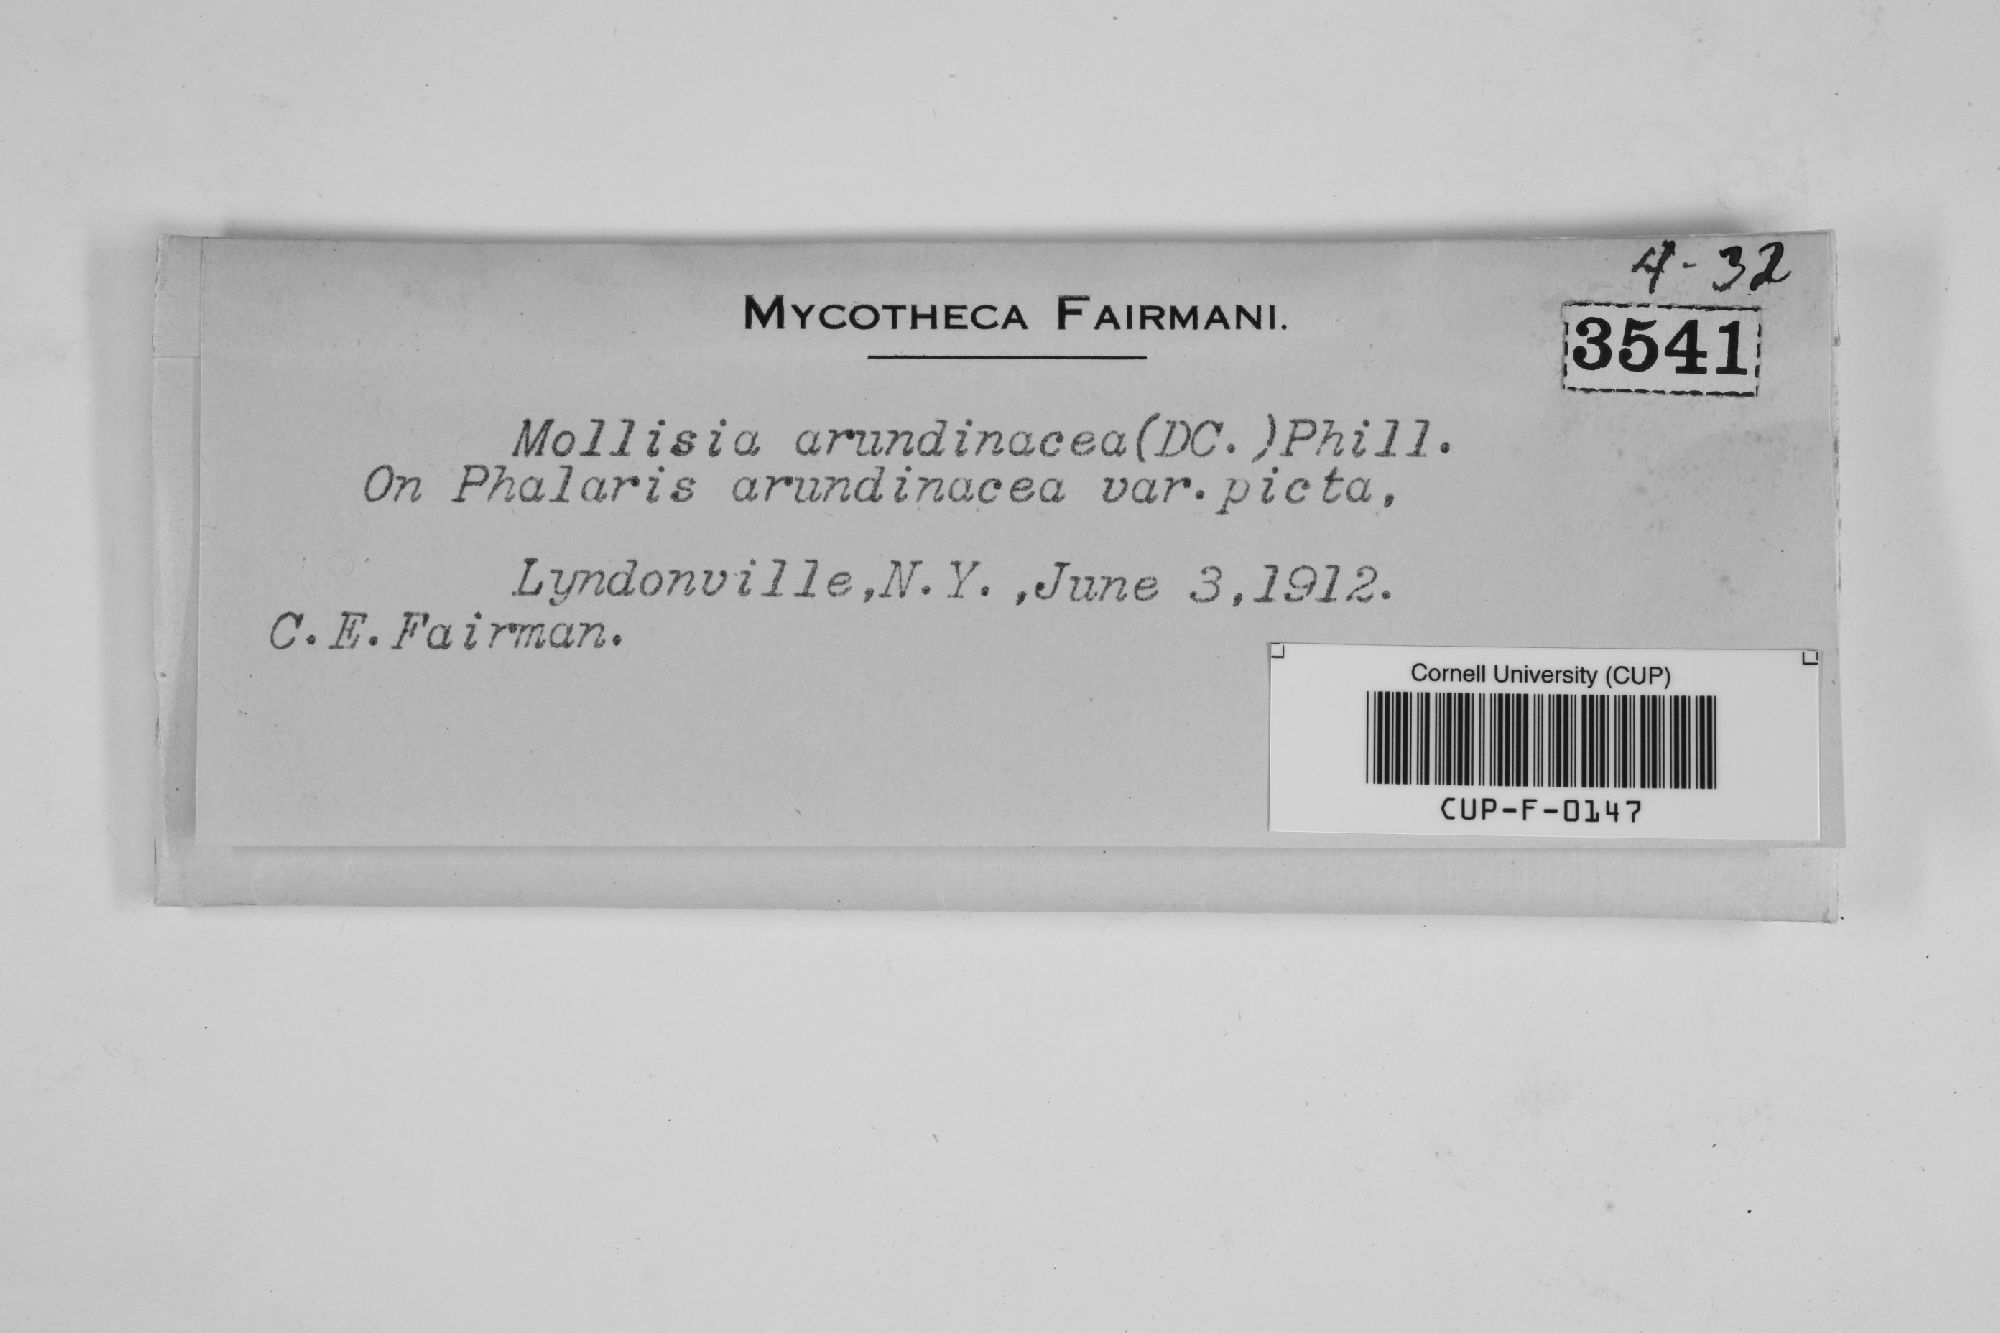 4-32
MYCOTHECA FAIRMANI.
3541
Mollisia arundinacea(DC.)Phill.
On Phalaris arundinacea var.picta,
Lyndonville,N.Y.,June 3,1912.
C.E.Fairman.
Cornell University (CUP)
CUP-F-0147